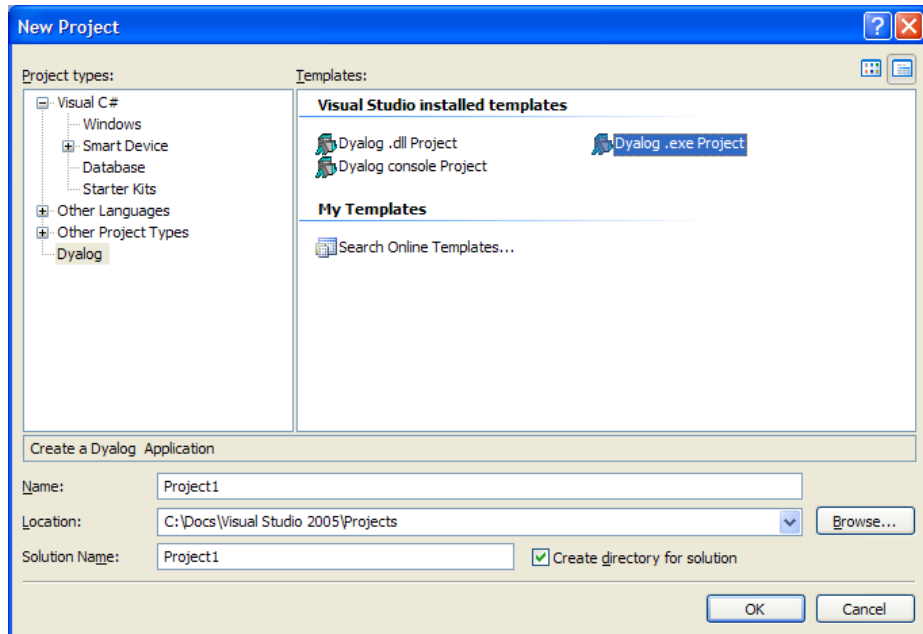 New Project
Project types:
Templates:
Visual C#
Windows
Smart Device
Database
Starter Kits
Other Languages
Other Project Types
Dyalog
Visual Studio installed templates
Dyalog .dll Project
Dyalog .exe Project
Dyalog console Project
My Templates
Search Online Templates...
Create a Dyalog Application
Name:
Project1
Location:
C:\Docs\Visual Studio 2005\Projects
Browse...
Solution Name:
Project1
Create directory for solution
OK
Cancel